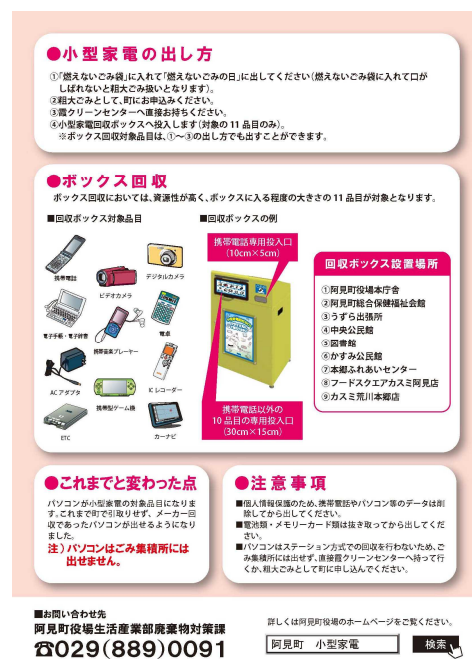 ●小型家電の出し方
①「燃えないごみ袋」に入れて「燃えないごみの日」に出してください(燃えないごみ袋に入れて口が
しばれないと粗大ごみ扱いとなります)。
②粗大ごみとして、町にお申込みください。
③霞クリーンセンターへ直接お持ちください。
④小型家電回収ボックスへ投入します(対象の11品目のみ)。
※ボックス回収対象品目は、①〜③の出し方でも出すことができます。
●ボックス回収
ボックス回収においては、資源性が高く、ボックスに入る程度の大きさの11品目が対象となります。
■回収ボックス対象品目
携帯電話
ビデオカメラ
デジタルカメラ
電子手帳・電子辞書
携帯音楽プレーヤー
電卓
ACアダプタ
携帯型ゲーム機
ICレコーダー
ETC
カーナビ
■回収ボックスの例
携帯電話専用投入口
(10cm×5cm)
携帯電話以外の
10品目の専用投入口
(30cm×15cm)
回収ボックス設置場所
①阿見町役場本庁舎
②阿見町総合保健福祉会館
③うずら出張所
④中央公民館
⑤図書館
⑥かすみ公民館
⑦本郷ふれあいセンター
⑧フードスクエアカスミ阿見店
⑨カスミ荒川本郷店
●これまでと変わった点
パソコンが小型家電の対象品目になりま
す。これまで町で引取りせず、メーカー回
収であったパソコンが出せるようになり
ました。
注)パソコンはごみ集積所には
出せません。
●注意事項
■個人情報保護のため、携帯電話やパソコン等のデータは削
除してから出してください。
■電池類・メモリーカード類は抜き取ってから出してくだ
さい。
■パソコンはステーション方式での回収を行わないため、ご
み集積所には出せず、直接霞クリーンセンターへ持って行
くか、粗大ごみとして町に申し込んでください。
■お問い合わせ先
阿見町役場生活産業部廃棄物対策課
☎029(889)0091
詳しくは阿見町役場のホームページをご覧ください。
阿見町 小型家電
検索